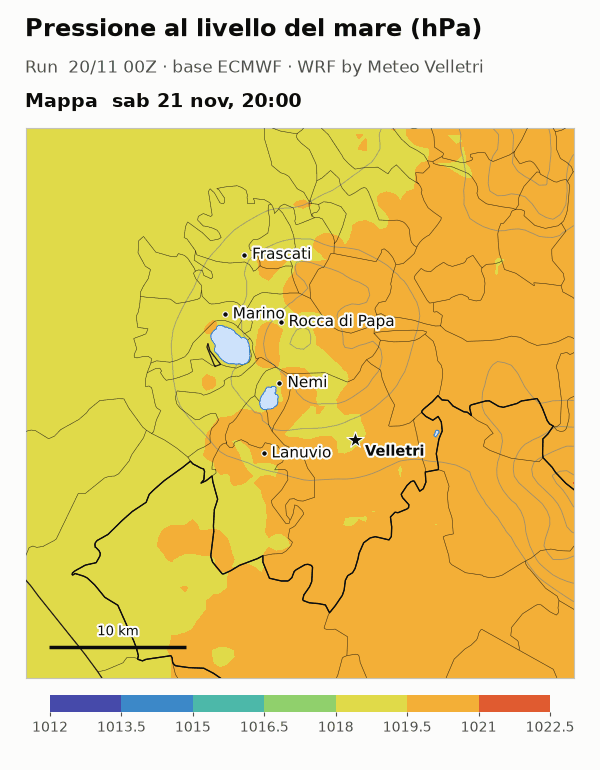 Pressione al livello del mare (hPa)
Run  20/11 00Z · base ECMWF · WRF by Meteo Velletri
Mappa  sab 21 nov, 20:00
Frascati
Marino
Rocca di Papa
Nemi
Velletri
Lanuvio
10 km
1012 1013.5 1015 1016.5 1018 1019.5 1021 1022.5